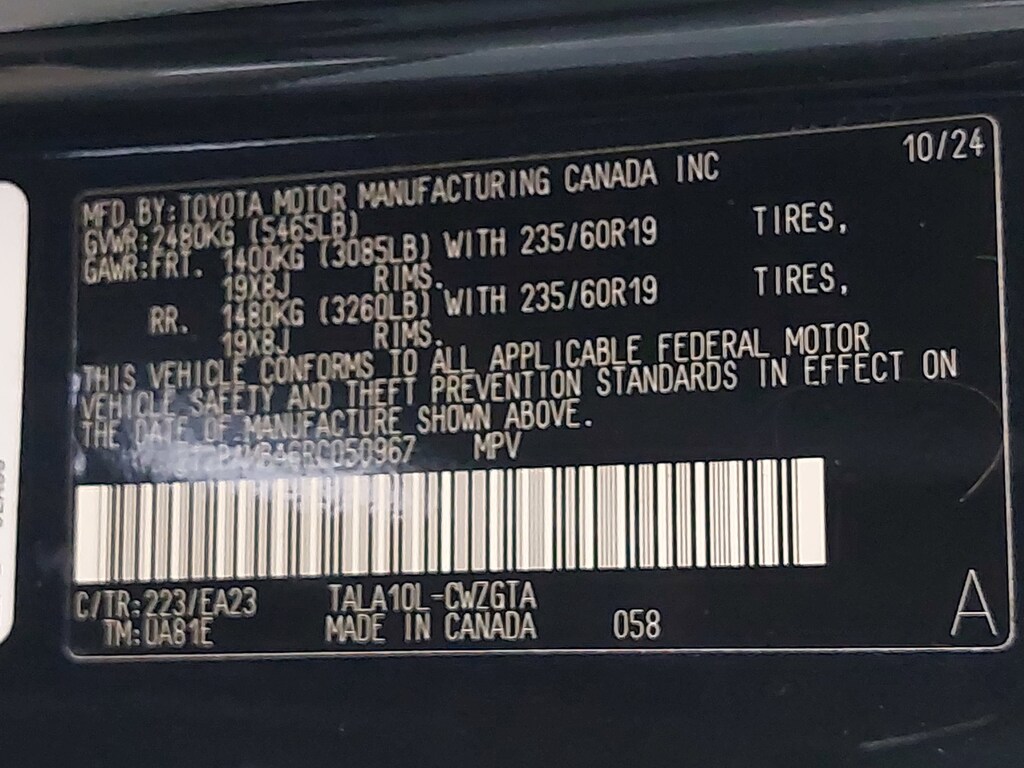 10/24
MFD. BY: TOYOTA MOTOR MANUFACTURING CANADA INC
GVWR: 2480KG (5465LB)
GAWR: FRT. 1400KG (3085LB) WITH 235/60R19 TIRES,
19X8J RIMS.
RR. 1480KG (3260LB) WITH 235/60R19 TIRES,
19X8J RIMS.
THIS VEHICLE CONFORMS TO ALL APPLICABLE FEDERAL MOTOR
VEHICLE SAFETY AND THEFT PREVENTION STANDARDS IN EFFECT ON
THE DATE OF MANUFACTURE SHOWN ABOVE.
MPV
C/TR: 223/EA23 TALA10L-CWZGTA
TM: UA81E MADE IN CANADA 058
A